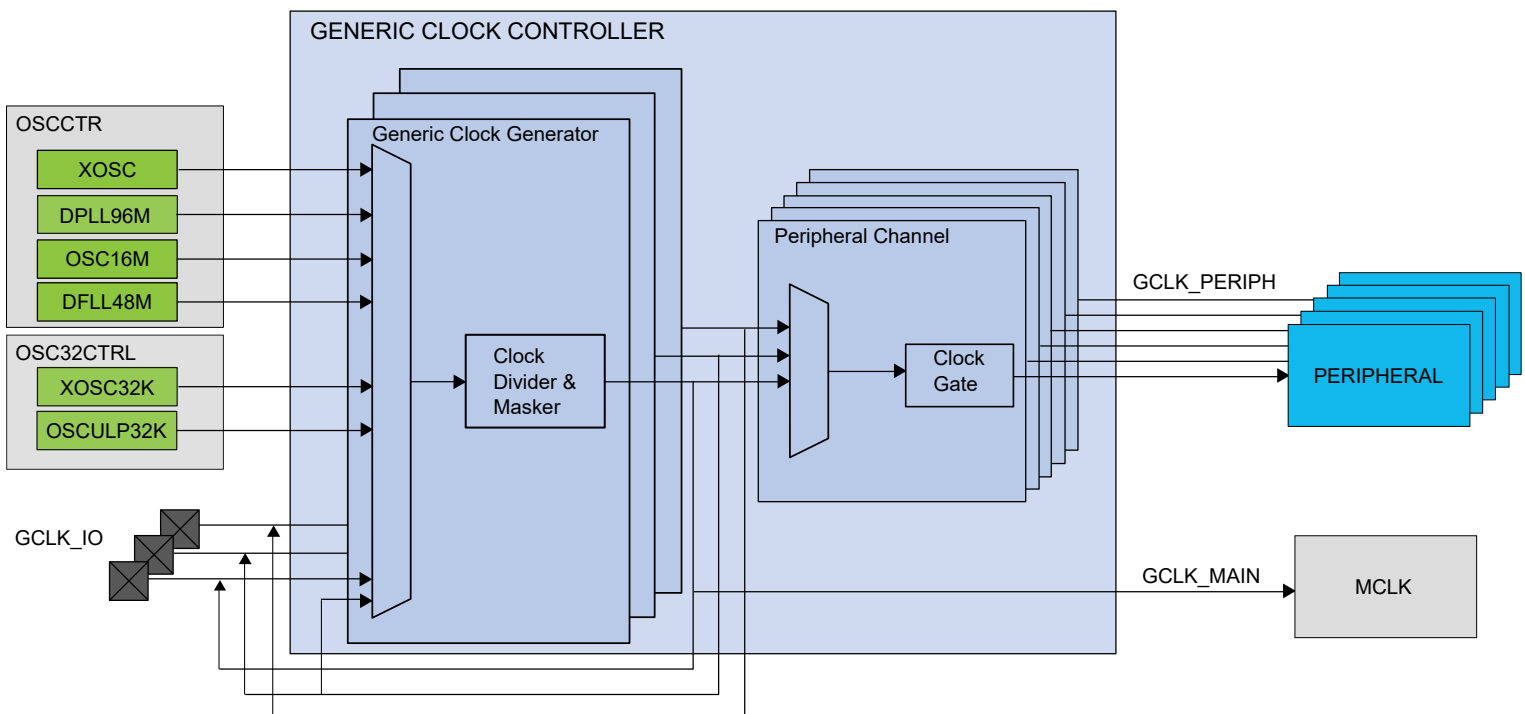 GENERIC CLOCK CONTROLLER
OSCCTR
XOSC
DPLL96M
OSC16M
DFLL48M
OSC32CTRL
XOSC32K
OSCULP32K
GCLK_IO
Generic Clock Generator
Clock
Divider &
Masker
Peripheral Channel
Clock
Gate
GCLK_PERIPH
PERIPHERAL
GCLK_MAIN
MCLK